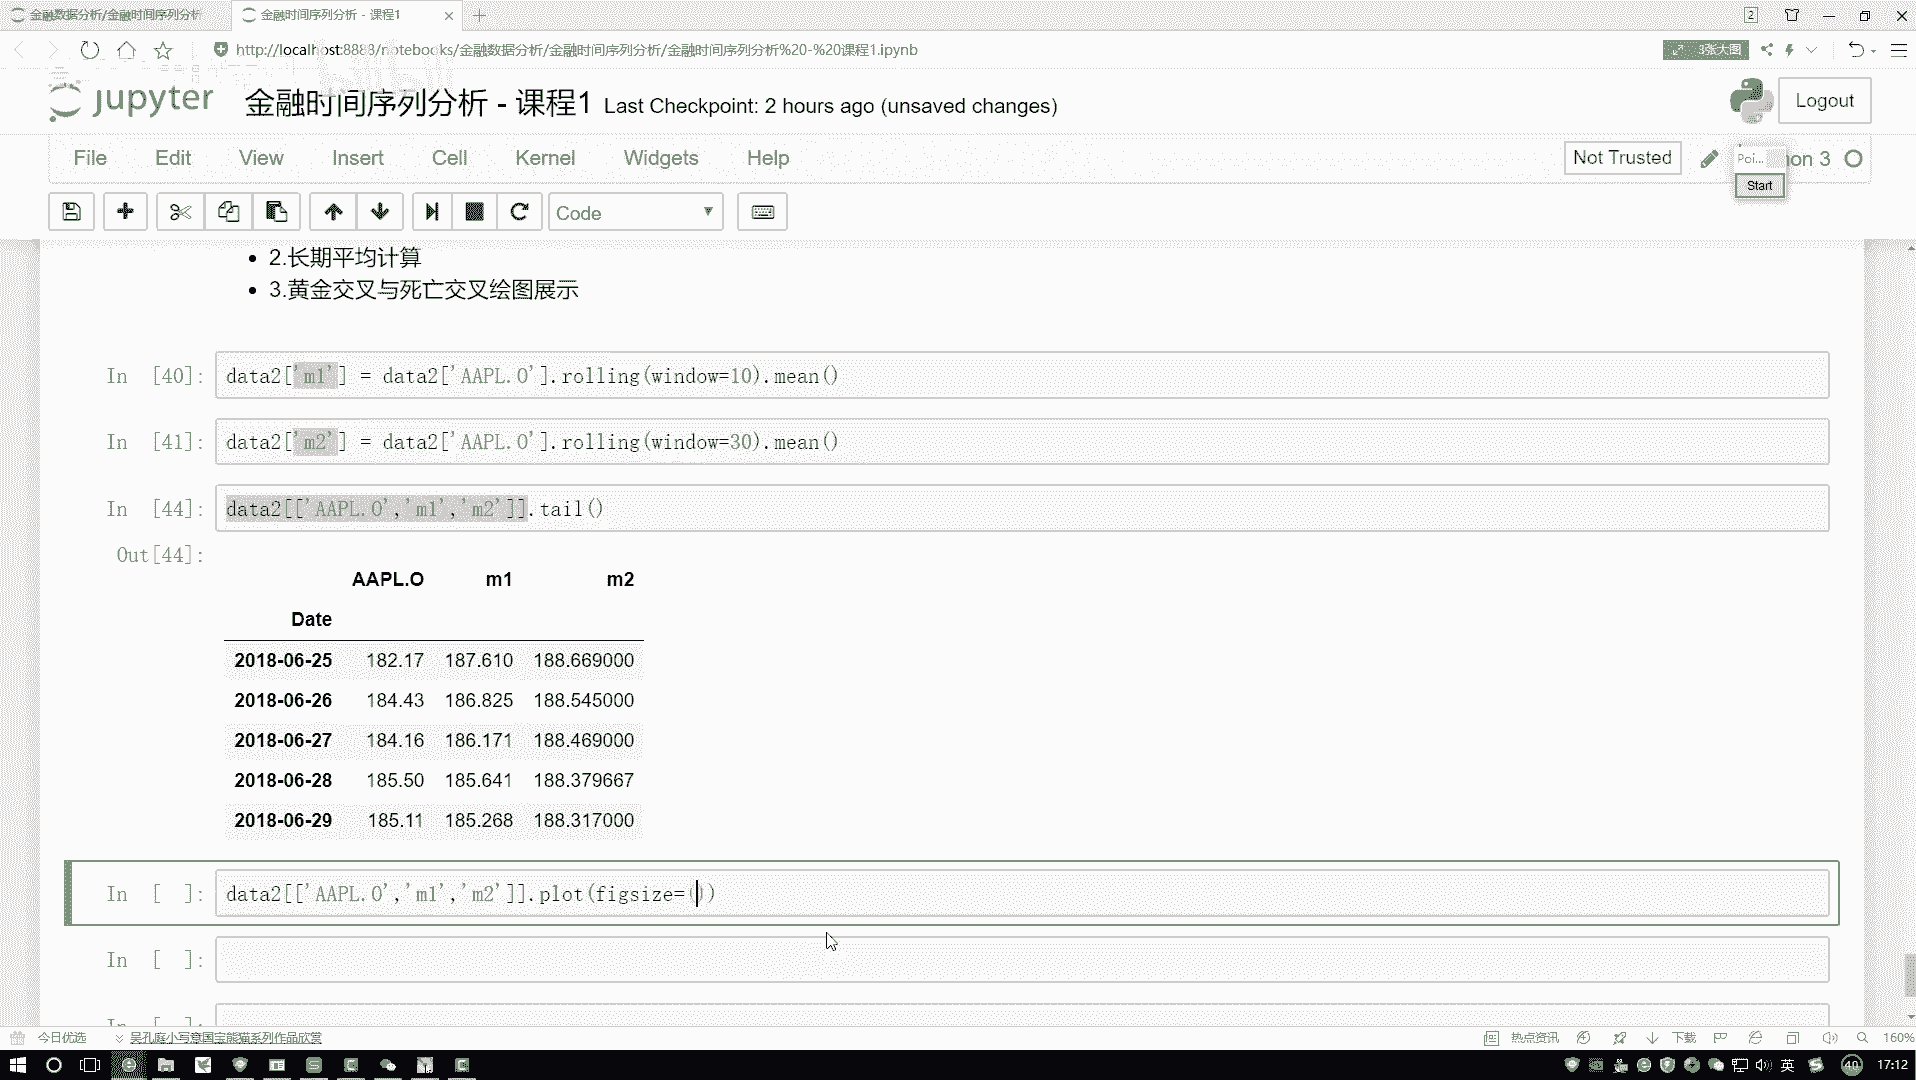 金融数据分析/金融时间序列分析
金融时间序列分析 - 课程1
2
http://localhost:8888/notebooks/金融数据分析/金融时间序列分析/金融时间序列分析%20-%20课程1.ipynb
3张大图
jupyter 金融时间序列分析 - 课程1 Last Checkpoint: 2 hours ago (unsaved changes)
Logout
File Edit View Insert Cell Kernel Widgets Help
Not Trusted
Poi...
Start
Code
2.长期平均计算
3.黄金交叉与死亡交叉绘图展示
In [40]: data2['m1'] = data2['AAPL.O'].rolling(window=10).mean()
In [41]: data2['m2'] = data2['AAPL.O'].rolling(window=30).mean()
In [44]: data2[['AAPL.O','m1','m2']].tail()
Out[44]:
AAPL.O m1 m2
Date
2018-06-25 182.17 187.610 188.669000
2018-06-26 184.43 186.825 188.545000
2018-06-27 184.16 186.171 188.469000
2018-06-28 185.50 185.641 188.379667
2018-06-29 185.11 185.268 188.317000
In [ ]: data2[['AAPL.O','m1','m2']].plot(figsize=())
In [ ]:
今日优选
吴孔庭小写意国宝熊猫系列作品欣赏
热点资讯
下载
160%
英
40
17:12